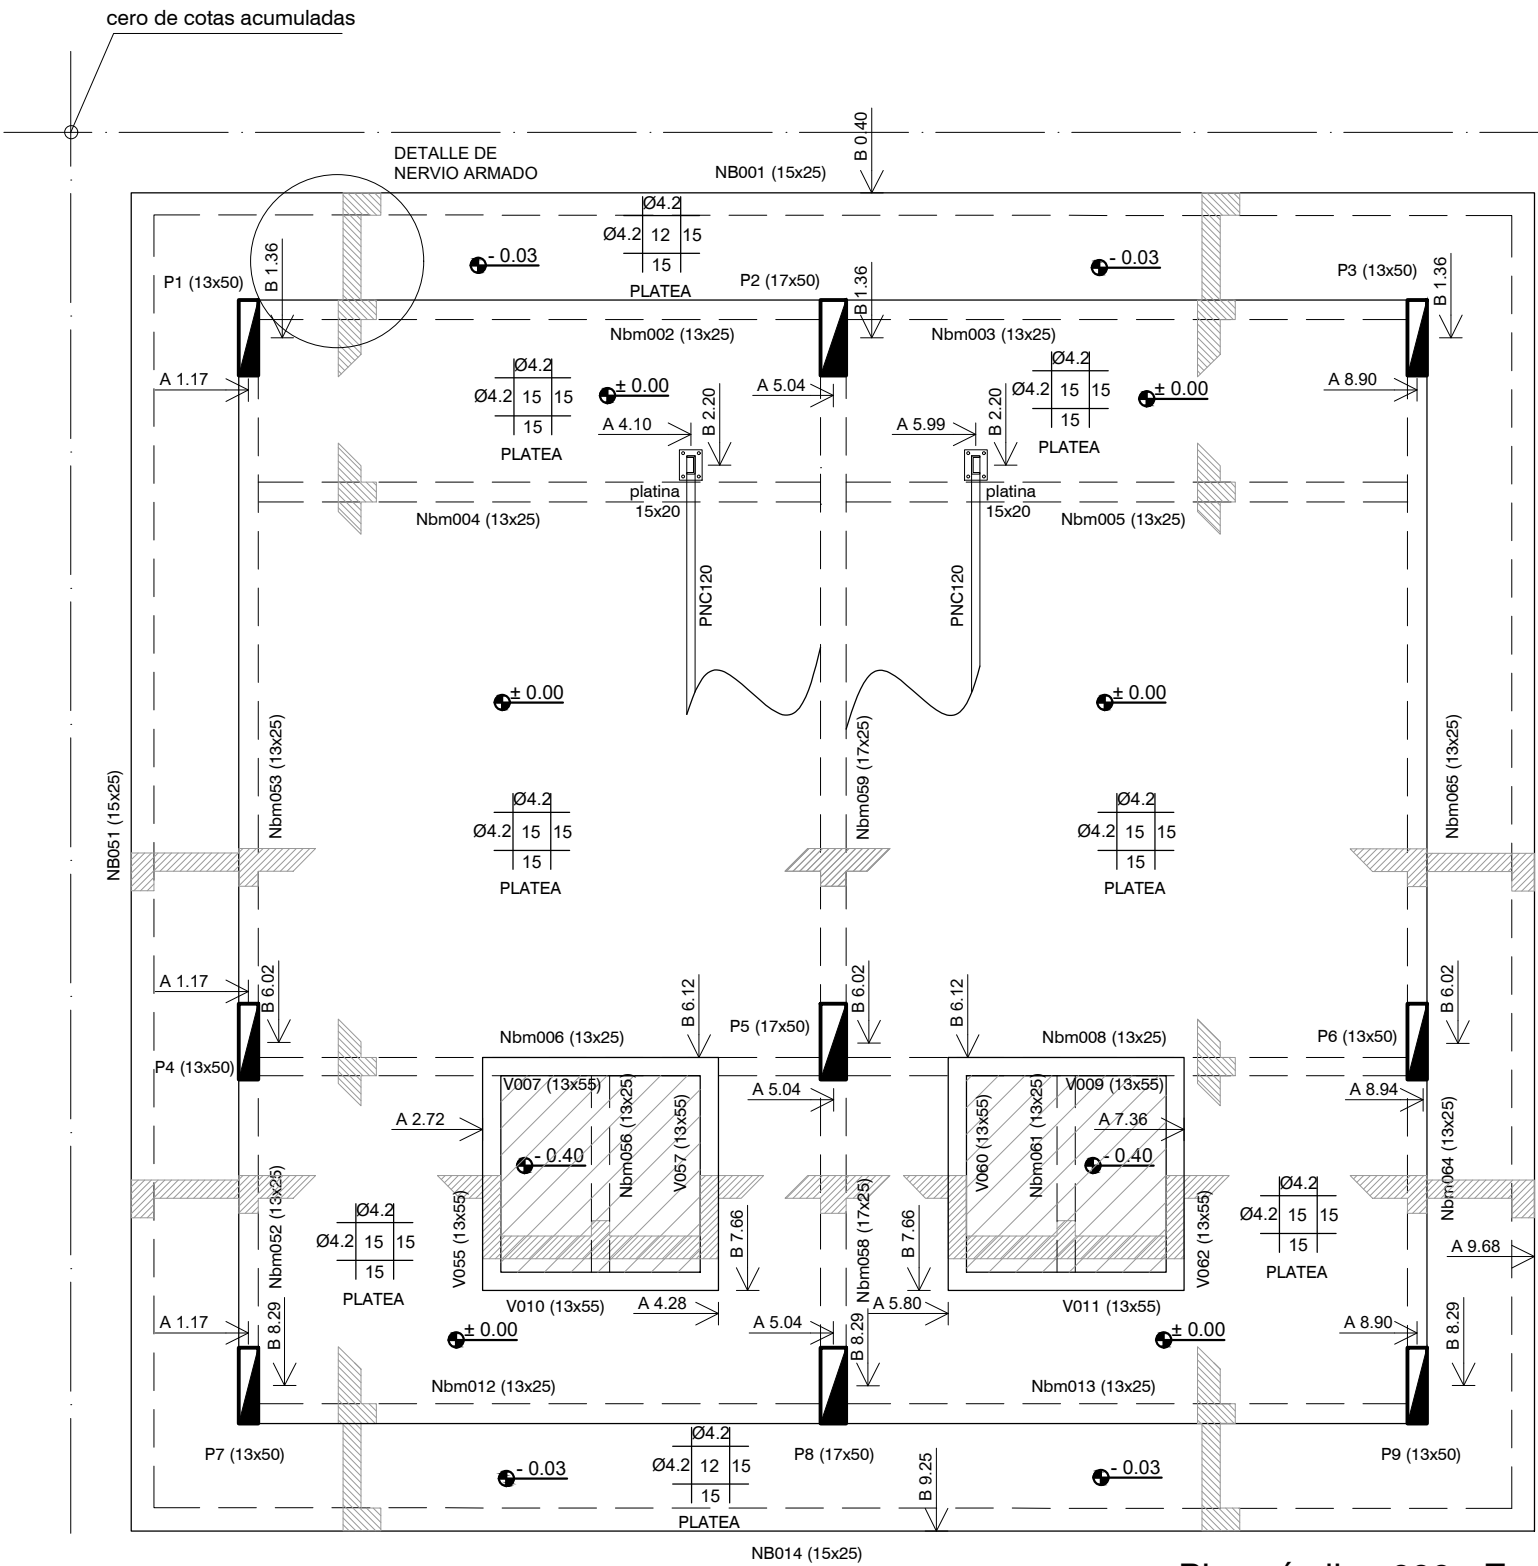 cero de cotas acumuladas
B 0.40
DETALLE DE
NERVIO ARMADO
NB001 (15x25)
Ø4.2
Ø4.2 12 15
15
PLATEA
- 0.03
- 0.03
P1 (13x50)
B 1.36
P2 (17x50)
B 1.36
P3 (13x50)
B 1.36
Nbm002 (13x25)
Nbm003 (13x25)
A 1.17
Ø4.2
Ø4.2 15 15
15
PLATEA
± 0.00
A 5.04
Ø4.2
Ø4.2 15 15
15
PLATEA
± 0.00
A 8.90
A 4.10
B 2.20
A 5.99
B 2.20
platina
15x20
platina
15x20
Nbm004 (13x25)
Nbm005 (13x25)
PNC120
PNC120
± 0.00
± 0.00
NB051 (15x25)
Nbm053 (13x25)
Nbm059 (17x25)
Nbm065 (13x25)
Ø4.2
Ø4.2 15 15
15
PLATEA
Ø4.2
Ø4.2 15 15
15
PLATEA
A 1.17
B 6.02
B 6.12
B 6.02
B 6.12
B 6.02
P4 (13x50)
Nbm006 (13x25)
P5 (17x50)
Nbm008 (13x25)
P6 (13x50)
V007 (13x55)
V009 (13x55)
A 5.04
A 8.94
A 2.72
A 7.36
Nbm056 (13x25)
V057 (13x55)
V060 (13x55)
Nbm061 (13x25)
Nbm064 (13x25)
- 0.40
- 0.40
Nbm052 (13x25)
V055 (13x55)
Nbm058 (17x25)
V062 (13x55)
Ø4.2
Ø4.2 15 15
15
PLATEA
B 7.66
B 7.66
Ø4.2
Ø4.2 15 15
15
PLATEA
A 9.68
V010 (13x55)
A 4.28
A 5.80
V011 (13x55)
A 1.17
B 8.29
± 0.00
A 5.04
B 8.29
± 0.00
A 8.90
B 8.29
Nbm012 (13x25)
Nbm013 (13x25)
P7 (13x50)
Ø4.2
Ø4.2 12 15
15
PLATEA
P8 (17x50)
P9 (13x50)
- 0.03
B 9.25
- 0.03
NB014 (15x25)